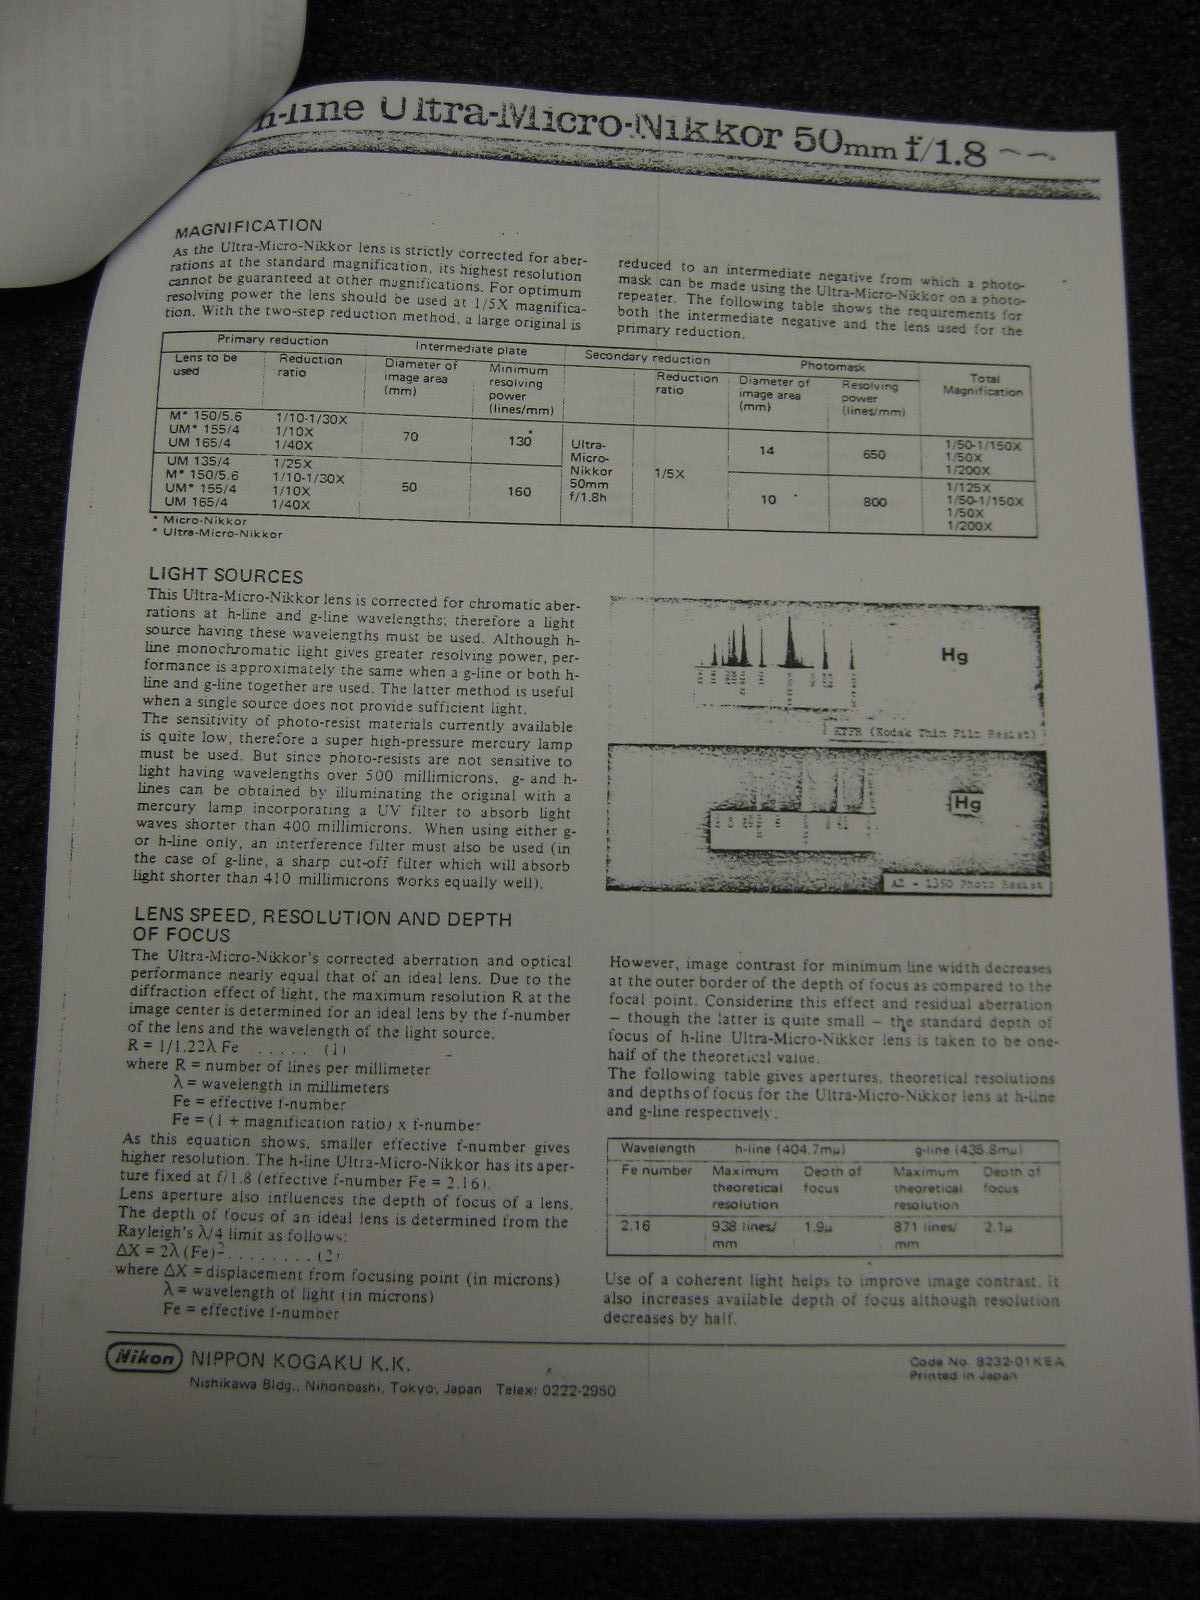 h-line Ultra-Micro-Nikkor 50mm f/1.8
MAGNIFICATION
As the Ultra-Micro-Nikkor lens is strictly corrected for aber-
rations at the standard magnification, its highest resolution
cannot be guaranteed at other mugnifications. For optimum
resolving power the lens should be used at 1/5X magnifica-
tion. With the two-step reduction method, a large original is
reduced to an intermediate negative from which a photo-
mask can be made using the Ultra-Micro-Nikkor on a photo-
repeater. The following table shows the requirements for
both the intermediate negative and the lens used for the
primary reduction.
Primary reduction Intermediate plate Secondary reduction Photomask Total Magnification
Lens to be used Reduction ratio Diameter of image area (mm) Minimum resolving power (lines/mm) Reduction ratio Diameter of image area (mm) Resolving power (lines/mm)
M* 150/5.6 1/10-1/30X
UM* 155/4 1/10X
UM 165/4 1/40X
70 130
14 650
1/50-1/150X
1/50X
1/200X
Ultra-
Micro-
Nikkor
50mm
f/1.8h
1/5X
UM 135/4 1/25X
M* 150/5.6 1/10-1/30X
UM* 155/4 1/10X
UM 165/4 1/40X
50 160
10 800
1/125X
1/50-1/150X
1/50X
1/200X
* Micro-Nikkor
* Ultra-Micro-Nikkor
LIGHT SOURCES
This Ultra-Micro-Nikkor lens is corrected for chromatic aber-
rations at h-line and g-line wavelengths; therefore a light
source having these wavelengths must be used. Although h-
line monochromatic light gives greater resolving power, per-
formance is approximately the same when a g-line or both h-
line and g-line together are used. The latter method is useful
when a single source does not provide sufficient light.
The sensitivity of photo-resist materials currently available
is quite low, therefore a super high-pressure mercury lamp
must be used. But since photo-resists are not sensitive to
light having wavelengths over 500 millimicrons, g- and h-
lines can be obtained by illuminating the original with a
mercury lamp incorporating a UV filter to absorb light
waves shorter than 400 millimicrons. When using either g-
or h-line only, an interference filter must also be used (in
the case of g-line, a sharp cut-off filter which will absorb
light shorter than 410 millimicrons works equally well).
Hg
KTFR (Kodak Thin Film Resist)
Hg
AZ - 1350 Photo Resist
LENS SPEED, RESOLUTION AND DEPTH
OF FOCUS
The Ultra-Micro-Nikkor's corrected aberration and optical
performance nearly equal that of an ideal lens. Due to the
diffraction effect of light, the maximum resolution R at the
image center is determined for an ideal lens by the f-number
of the lens and the wavelength of the light source.
R = 1/1.22λ Fe ..... (1)
where R = number of lines per millimeter
λ = wavelength in millimeters
Fe = effective f-number
Fe = (1 + magnification ratio) x f-number
As this equation shows, smaller effective f-number gives
higher resolution. The h-line Ultra-Micro-Nikkor has its aper-
ture fixed at f/1.8 (effective f-number Fe = 2.16).
Lens aperture also influences the depth of focus of a lens.
The depth of focus of an ideal lens is determined from the
Rayleigh's λ/4 limit as follows:
ΔX = 2λ (Fe)² ........ (2)
where ΔX = displacement from focusing point (in microns)
λ = wavelength of light (in microns)
Fe = effective f-number
However, image contrast for minimum line width decreases
at the outer border of the depth of focus as compared to the
focal point. Considering this effect and residual aberration
– though the latter is quite small – the standard depth of
focus of h-line Ultra-Micro-Nikkor lens is taken to be one-
half of the theoretical value.
The following table gives apertures, theoretical resolutions
and depths of focus for the Ultra-Micro-Nikkor lens at h-line
and g-line respectively.
Wavelength h-line (404.7mμ) g-line (435.8mμ)
Fe number Maximum theoretical resolution Depth of focus Maximum theoretical resolution Depth of focus
2.16 938 lines/mm 1.9μ 871 lines/mm 2.1μ
Use of a coherent light helps to improve image contrast. It
also increases available depth of focus although resolution
decreases by half.
Nikon NIPPON KOGAKU K.K.
Nishikawa Bldg., Nihonbashi, Tokyo, Japan Telex: 0222-2950
Code No. 8232-01KEA
Printed in Japan